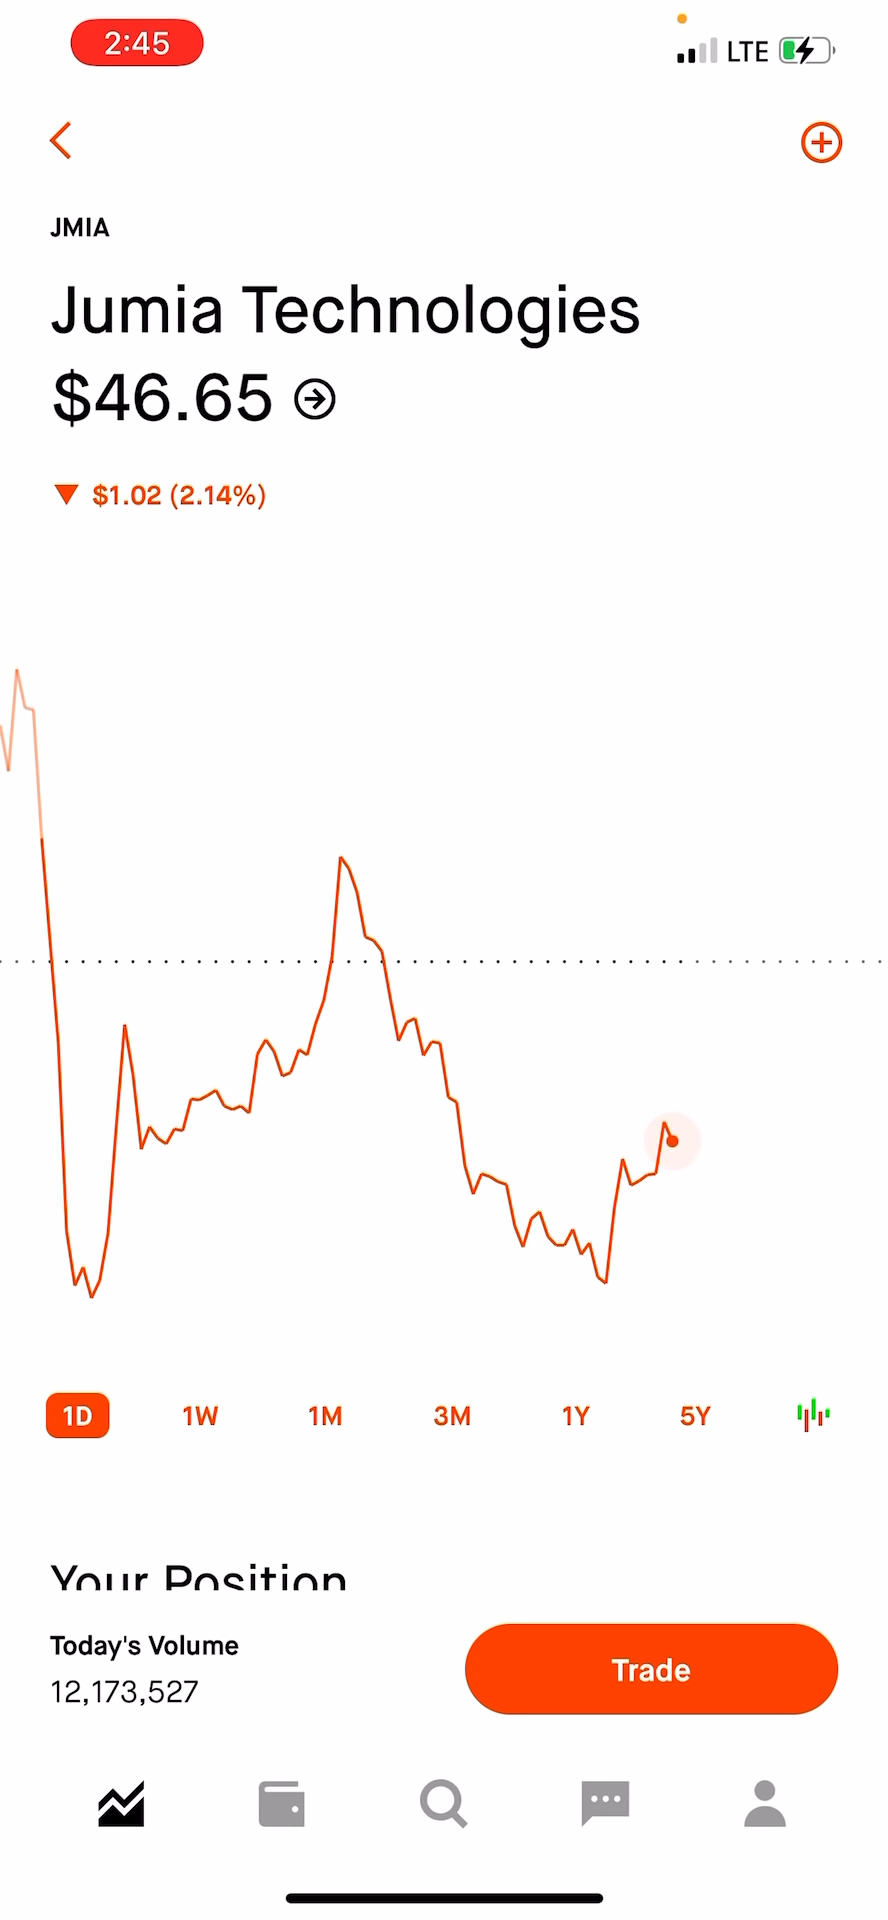 2:45 LTE
JMIA
Jumia Technologies
$46.65
$1.02 (2.14%)
1D 1W 1M 3M 1Y 5Y
Your Position
Today's Volume
12,173,527
Trade